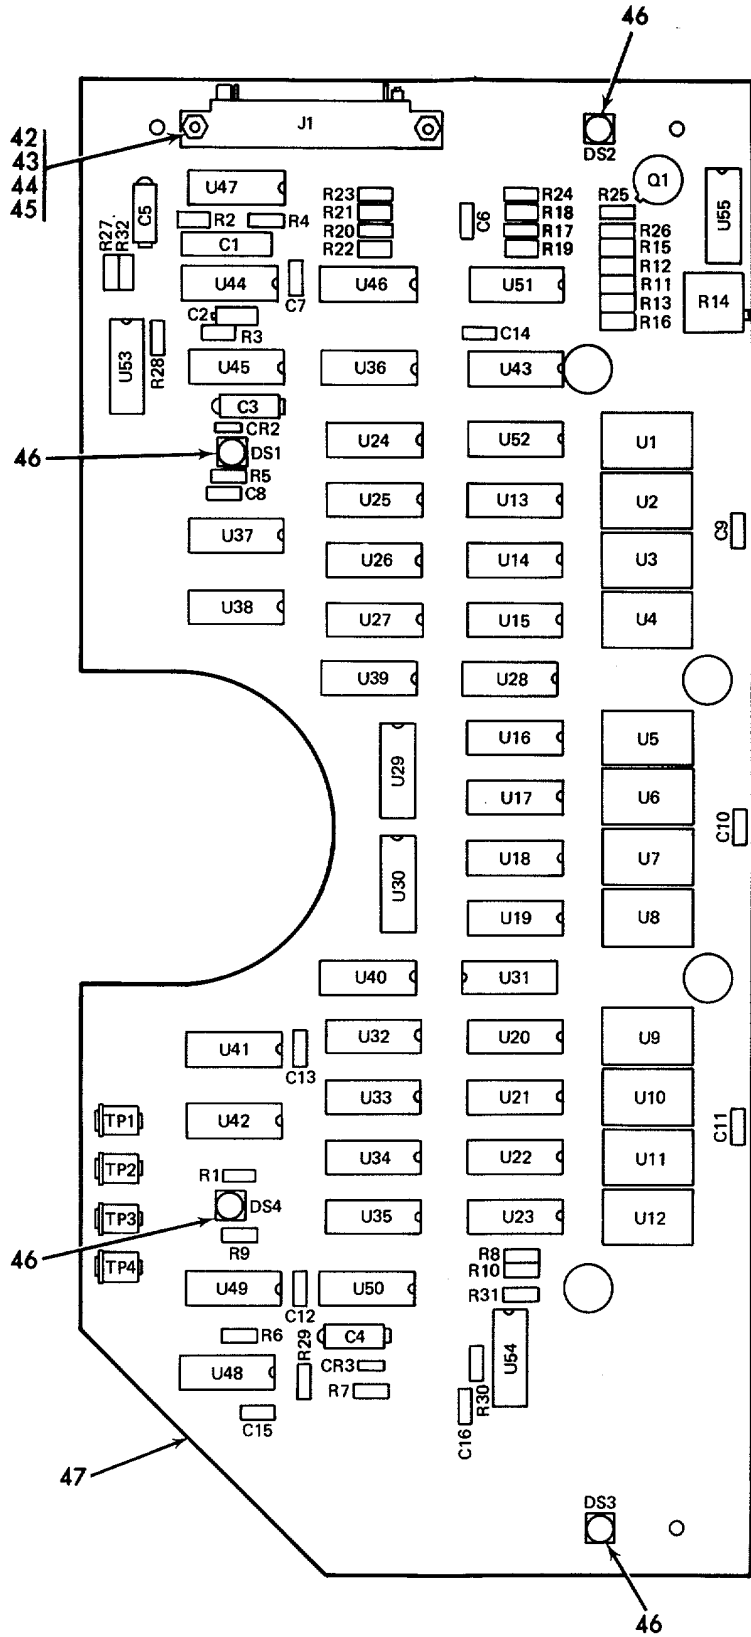 46
J1
DS2
42
43
44
45
U47
R23
R24
R25
Q1
U55
C5
R2
R4
R21
C6
R18
R27
R32
C1
R20
R17
R26
R22
R19
R15
R12
U44
C7
U46
U51
R11
R13
R14
R16
C2
R3
C14
U53
R28
U45
U36
U43
C3
CR2
46
DS1
U24
U52
U1
R5
C8
U25
U13
U2
C9
U37
U26
U14
U3
U38
U27
U15
U4
U39
U28
U29
U16
U5
U17
U6
C10
U30
U18
U7
U19
U8
U40
U31
U41
C13
U32
U20
U9
U33
U21
U10
C11
TP1
U42
TP2
R1
U34
U22
U11
DS4
TP3
U35
U23
U12
46
R9
TP4
R8
R10
U49
C12
U50
R31
R6
R29
C4
U54
U48
CR3
R30
R7
C15
C16
47
DS3
46